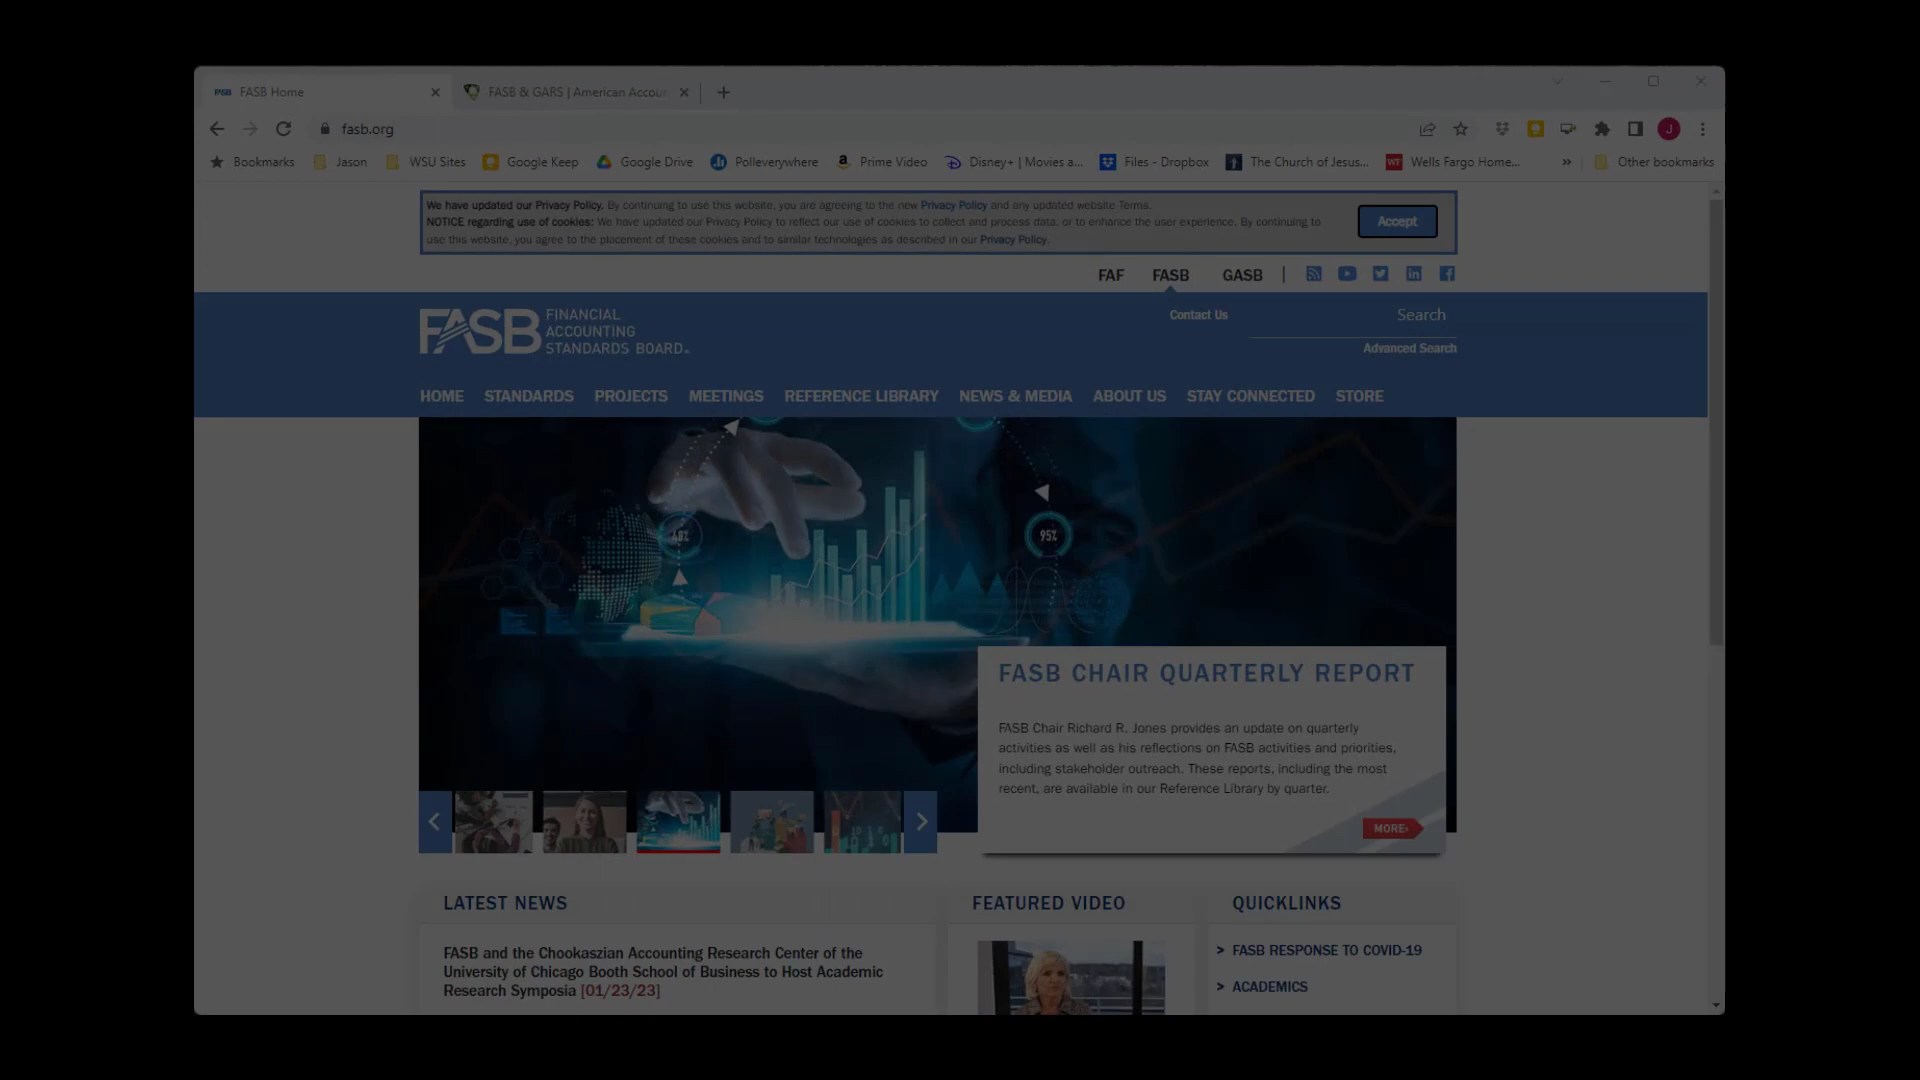 FASB Home
FASB & GARS | American Accou
fasb.org
J
Bookmarks
Jason
WSU Sites
Google Keep
Google Drive
Polleverywhere
Prime Video
Disney+ | Movies a...
Files - Dropbox
The Church of Jesus...
Wells Fargo Home...
»
Other bookmarks
We have updated our Privacy Policy. By continuing to use this website, you are agreeing to the new Privacy Policy and any updated website Terms.
NOTICE regarding use of cookies: We have updated our Privacy Policy to reflect our use of cookies to collect and process data, or to enhance the user experience. By continuing to
use this website, you agree to the placement of these cookies and to similar technologies as described in our Privacy Policy.
Accept
FAF FASB GASB |
FASB FINANCIAL
ACCOUNTING
STANDARDS BOARD
Contact Us
Search
Advanced Search
HOME STANDARDS PROJECTS MEETINGS REFERENCE LIBRARY NEWS & MEDIA ABOUT US STAY CONNECTED STORE
48%
95%
FASB CHAIR QUARTERLY REPORT
FASB Chair Richard R. Jones provides an update on quarterly
activities as well as his reflections on FASB activities and priorities,
including stakeholder outreach. These reports, including the most
recent, are available in our Reference Library by quarter.
MORE›
LATEST NEWS
FASB and the Chookaszian Accounting Research Center of the
University of Chicago Booth School of Business to Host Academic
Research Symposia [01/23/23]
FEATURED VIDEO
QUICKLINKS
> FASB RESPONSE TO COVID-19
> ACADEMICS